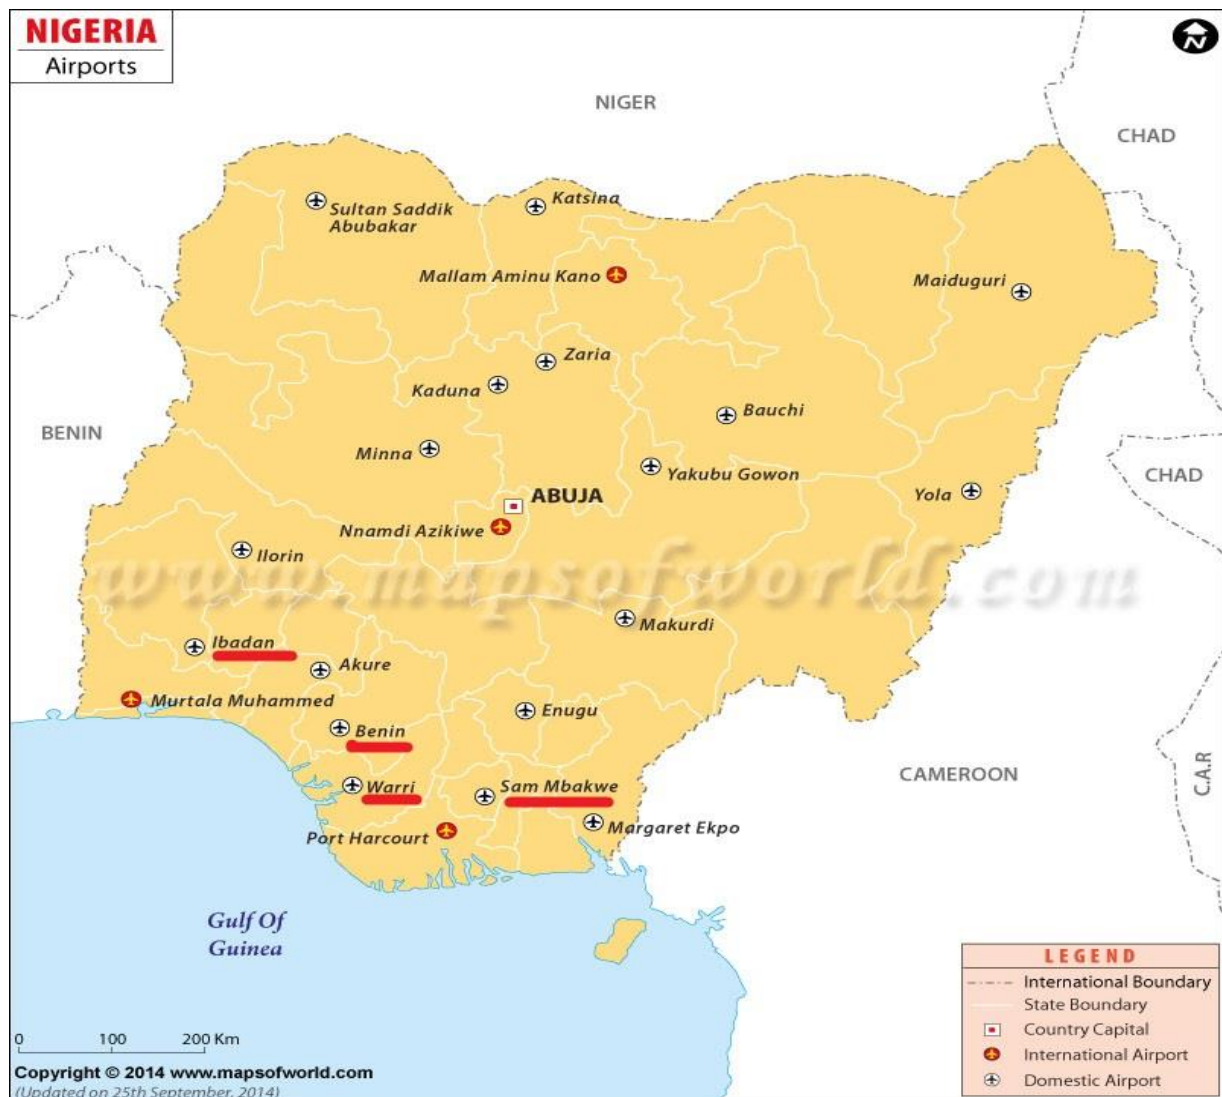 NIGERIA
Airports
NIGER
CHAD
Sultan Saddik
Abubakar
Katsina
Mallam Aminu Kano
Maiduguri
Zaria
Kaduna
Bauchi
BENIN
Minna
Yakubu Gowon
CHAD
Yola
ABUJA
Nnamdi Azikiwe
Ilorin
www.mapsofworld.com
Makurdi
Ibadan
Akure
Murtala Muhammed
Enugu
Benin
CAMEROON
C.A.R
Warri
Sam Mbakwe
Margaret Ekpo
Port Harcourt
Gulf Of
Guinea
LEGEND
International Boundary
State Boundary
Country Capital
International Airport
Domestic Airport
0 100 200 Km
Copyright © 2014 www.mapsofworld.com
(Updated on 25th September, 2014)
N